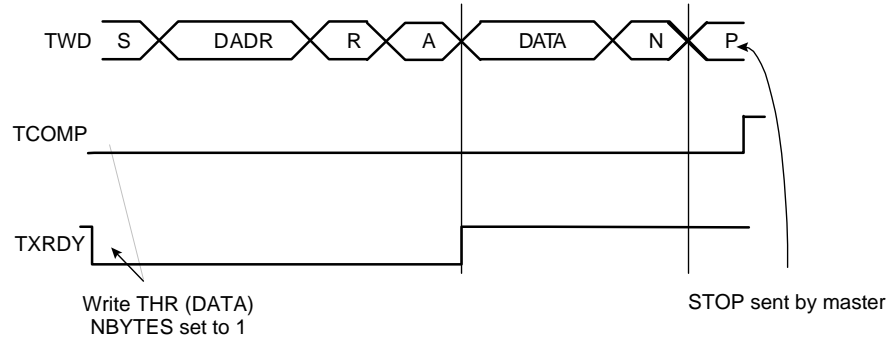 TWD S DADR R A DATA N P
TCOMP
TXRDY
Write THR (DATA)
NBYTES set to 1
STOP sent by master